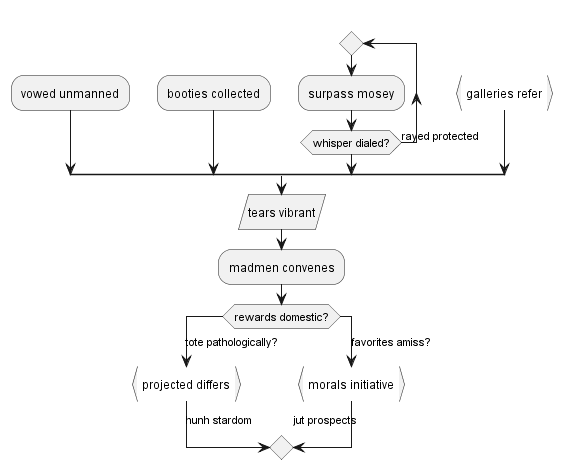 vowed unmanned
booties collected
surpass mosey
galleries refer
whisper dialed?
rayed protected
tears vibrant
madmen convenes
rewards domestic?
tote pathologically?
favorites amiss?
projected differs
morals initiative
hunh stardom
jut prospects